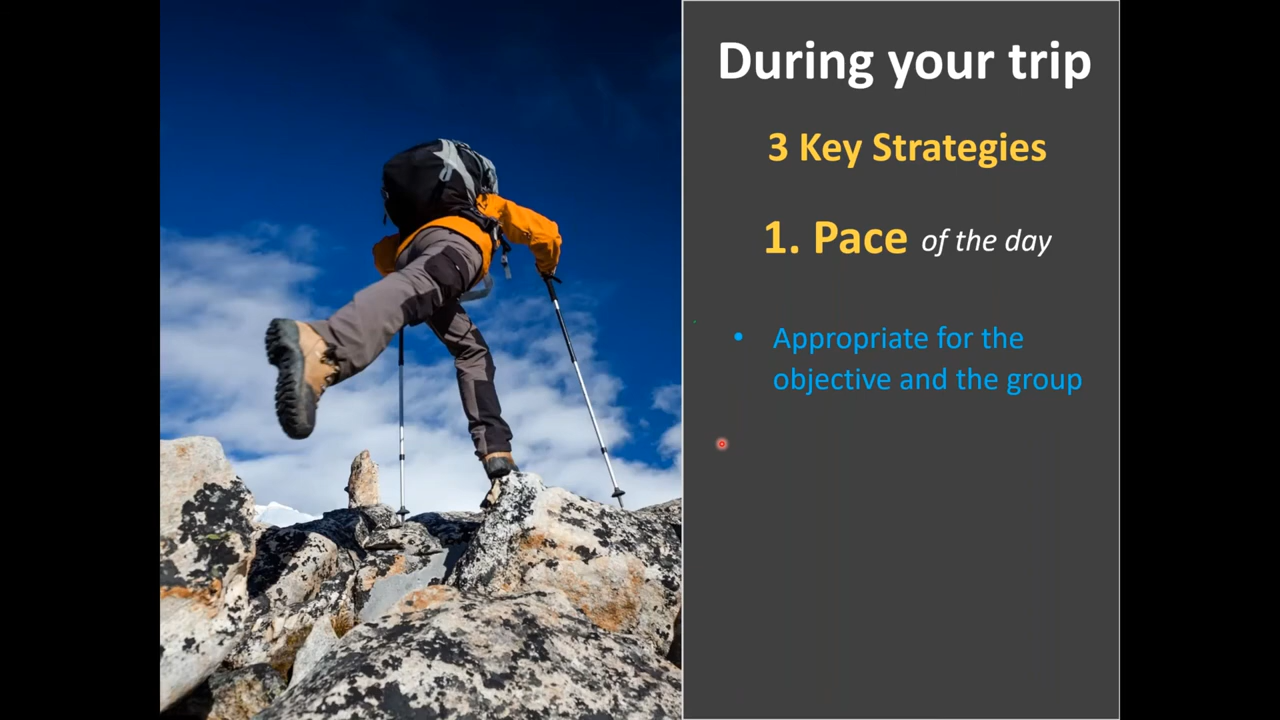 During your trip
3 Key Strategies
1. Pace of the day
• Appropriate for the
objective and the group